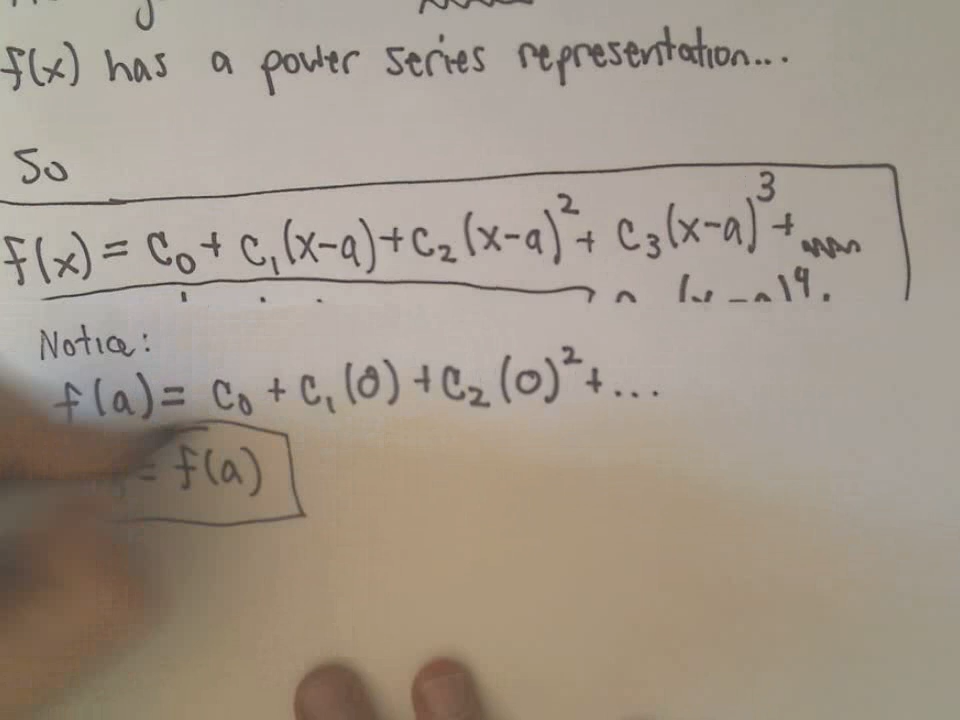 f(x) has a power series representation...
So
f(x) = c₀ + c₁(x-a) + c₂(x-a)² + c₃(x-a)³ +
Notice:
f(a) = c₀ + c₁(0) + c₂(0)² + ...
= f(a)